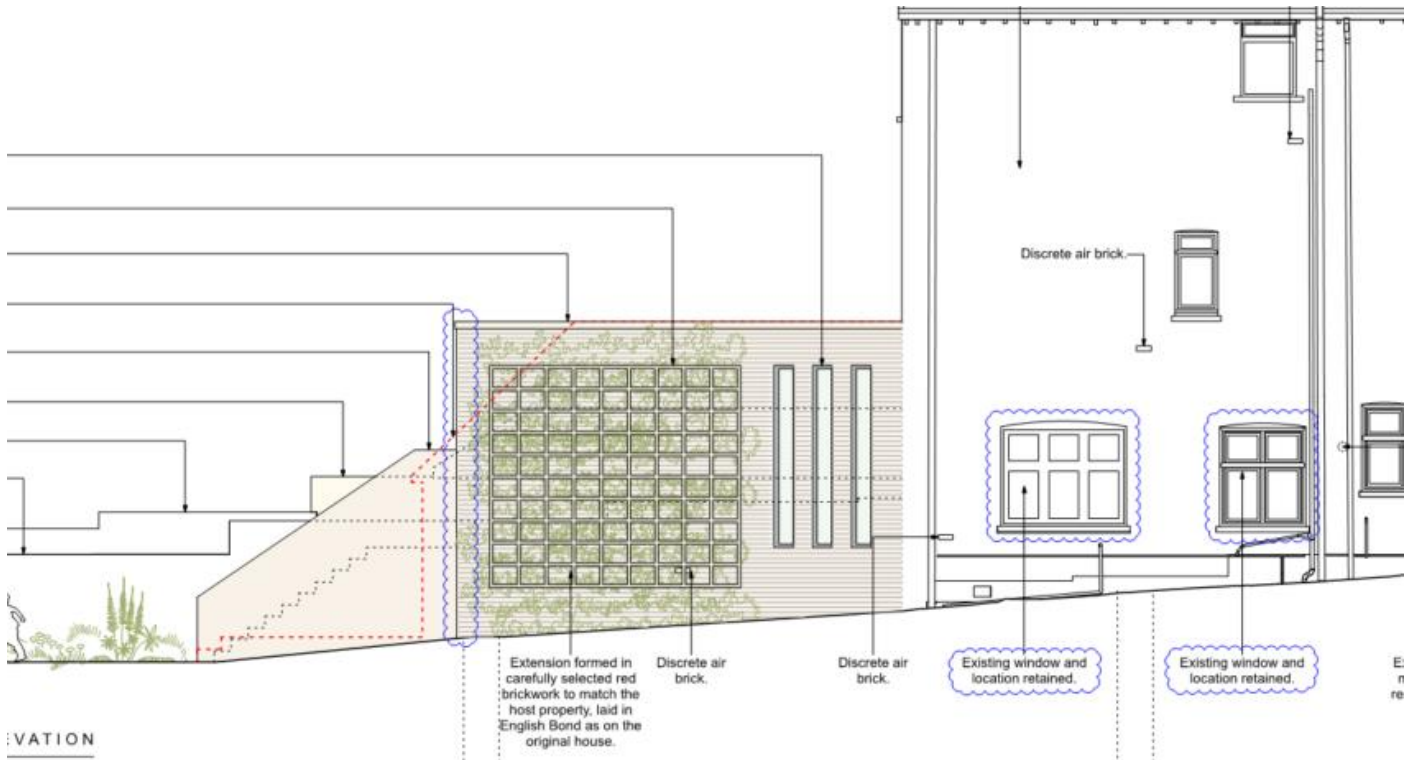 Discrete air brick.
Extension formed in
carefully selected red
brickwork to match the
host property, laid in
English Bond as on the
original house.
Discrete air
brick.
Discrete air
brick.
Existing window and
location retained.
Existing window and
location retained.
EVATION